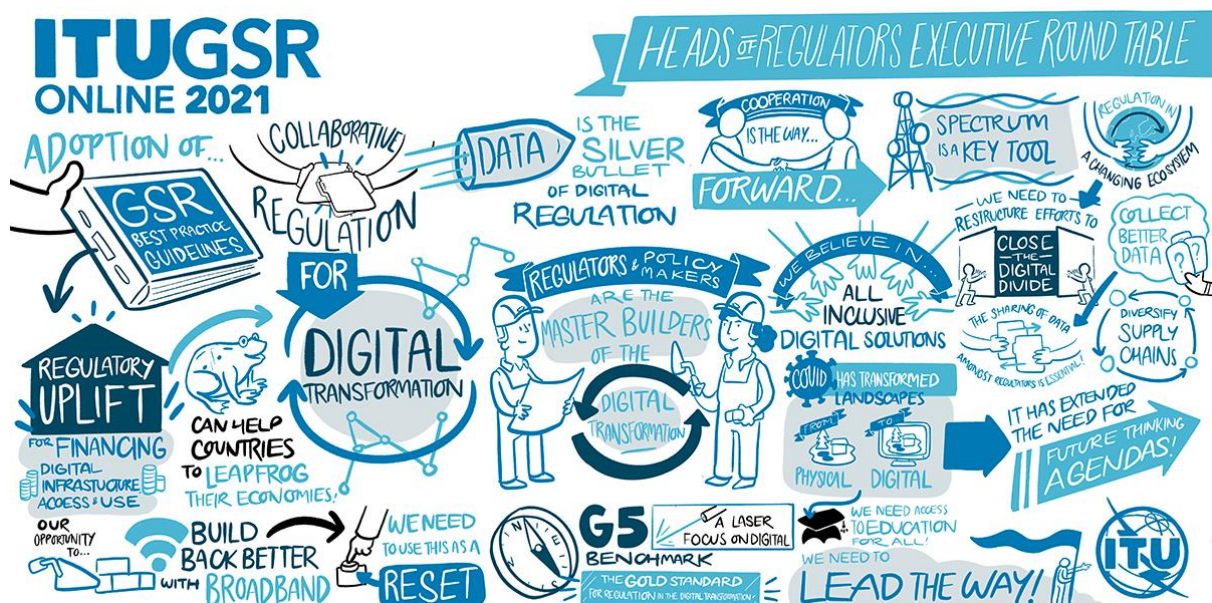 ITUGSR
ONLINE 2021
HEADS OF REGULATORS EXECUTIVE ROUND TABLE
ADOPTION OF...
GSR
BEST PRACTICE
GUIDELINES
COLLABORATIVE
REGULATION
FOR
DIGITAL
TRANSFORMATION
DATA
IS THE
SILVER
BULLET
OF DIGITAL
REGULATION
COOPERATION
IS THE WAY...
FORWARD...
SPECTRUM
IS A KEY TOOL
REGULATION IN
A CHANGING ECOSYSTEM
REGULATORY
UPLIFT
FOR FINANCING
DIGITAL
INFRASTUCTURE
ACCESS & USE
CAN HELP
COUNTRIES
TO LEAPFROG
THEIR ECONOMIES!
REGULATORS & POLICY
MAKERS
ARE THE
MASTER BUILDERS
OF THE
DIGITAL
TRANSFORMATION
WE BELIEVE IN...
ALL
INCLUSIVE
DIGITAL SOLUTIONS
WE NEED TO
RESTRUCTURE EFFORTS TO
CLOSE
THE
DIGITAL
DIVIDE
COLLECT
BETTER
DATA
THE SHARING OF DATA
AMONGST REGULATORS IS ESSENTIAL!
DIVERSIFY
SUPPLY
CHAINS
COVID HAS TRANSFORMED
LANDSCAPES
FROM
PHYSICAL
TO
DIGITAL
IT HAS EXTENDED
THE NEED FOR
FUTURE THINKING
AGENDAS!
OUR
OPPORTUNITY
TO...
BUILD
BACK BETTER
WITH BROADBAND
WE NEED
TO USE THIS AS A
RESET
N
G5
BENCHMARK
A LASER
FOCUS ON DIGITAL
THE GOLD STANDARD
FOR REGULATION IN THE DIGITAL TRANSFORMATION!
WE NEED ACCESS
TO EDUCATION
FOR ALL!
WE NEED TO
LEAD THE WAY!
ITU